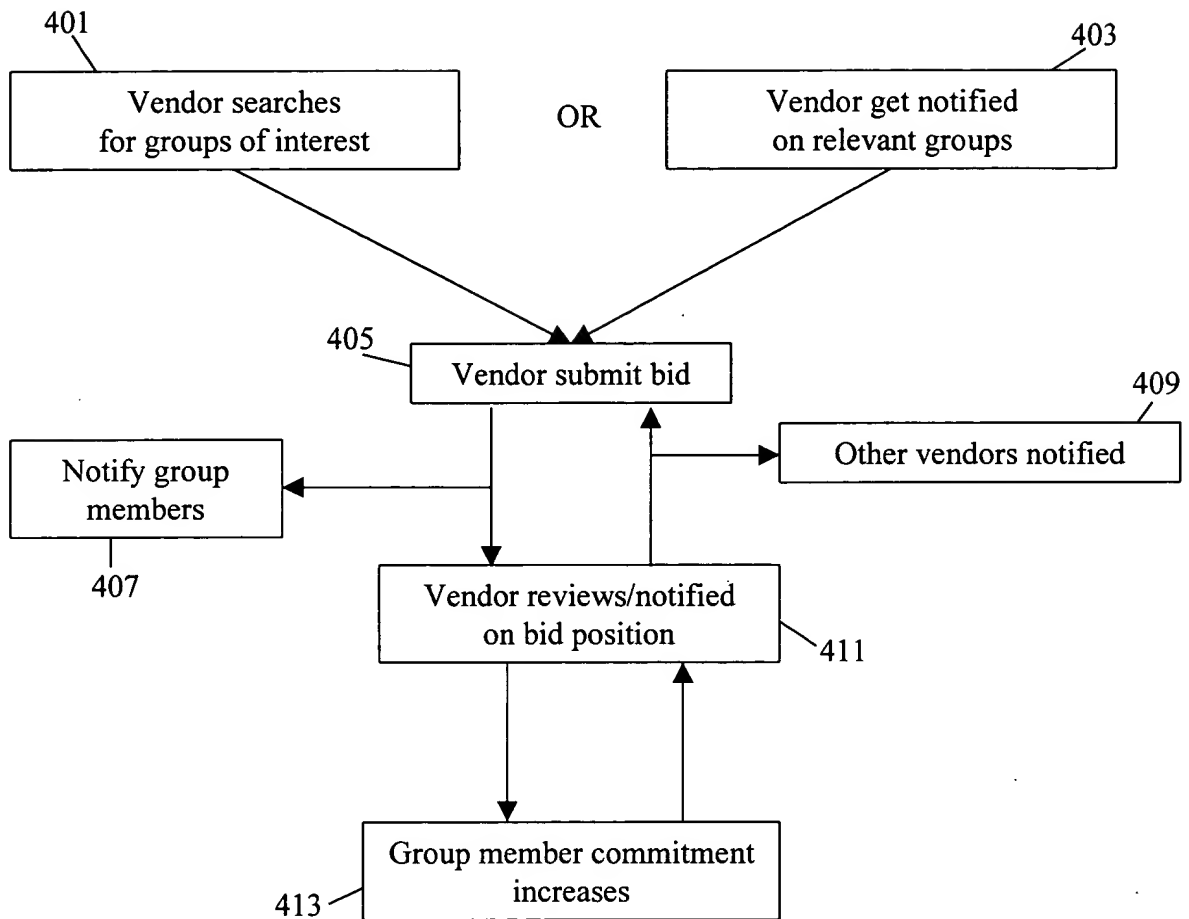 401
403
Vendor searches
for groups of interest
OR
Vendor get notified
on relevant groups
405
Vendor submit bid
409
Other vendors notified
Notify group
members
407
Vendor reviews/notified
on bid position
411
Group member commitment
increases
413